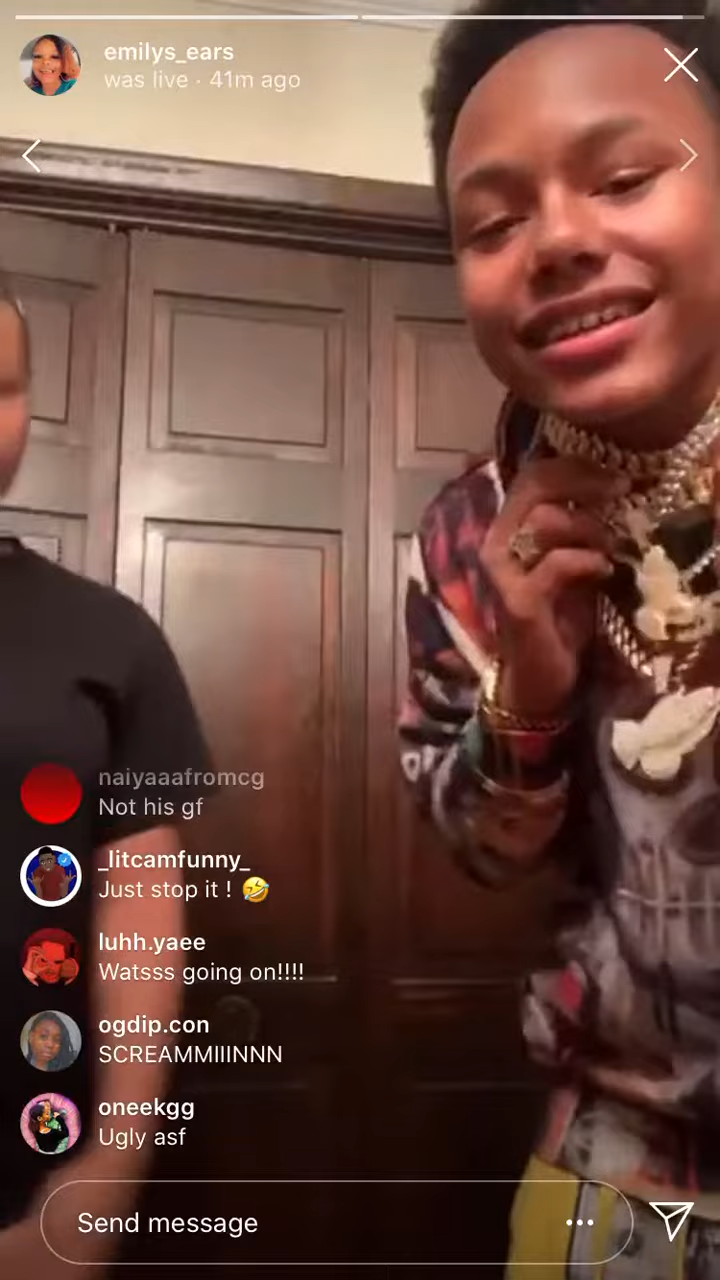 emilys_ears
was live · 41m ago
naiyaaafromcg
Not his gf
_litcamfunny_
Just stop it ! 🤣
luhh.yaee
Watsss going on!!!!
ogdip.con
SCREAMMIIINNN
oneekgg
Ugly asf
Send message